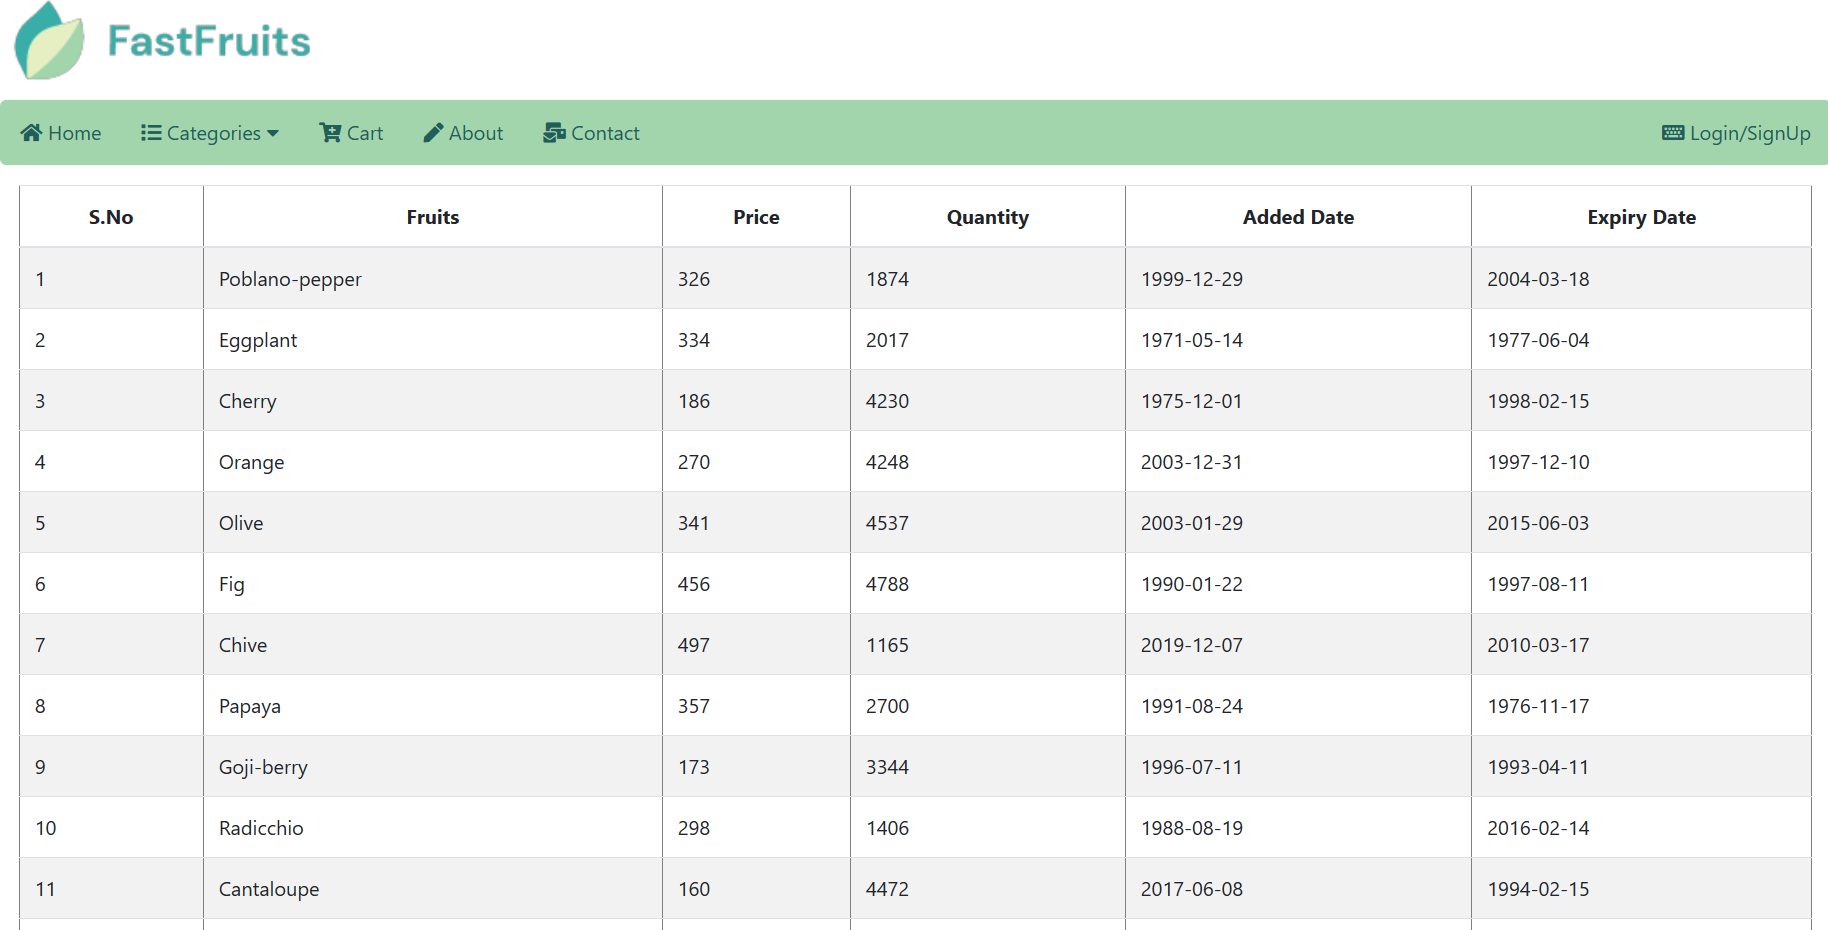 FastFruits
Home Categories Cart About Contact Login/SignUp
S.No Fruits Price Quantity Added Date Expiry Date
1 Poblano-pepper 326 1874 1999-12-29 2004-03-18
2 Eggplant 334 2017 1971-05-14 1977-06-04
3 Cherry 186 4230 1975-12-01 1998-02-15
4 Orange 270 4248 2003-12-31 1997-12-10
5 Olive 341 4537 2003-01-29 2015-06-03
6 Fig 456 4788 1990-01-22 1997-08-11
7 Chive 497 1165 2019-12-07 2010-03-17
8 Papaya 357 2700 1991-08-24 1976-11-17
9 Goji-berry 173 3344 1996-07-11 1993-04-11
10 Radicchio 298 1406 1988-08-19 2016-02-14
11 Cantaloupe 160 4472 2017-06-08 1994-02-15